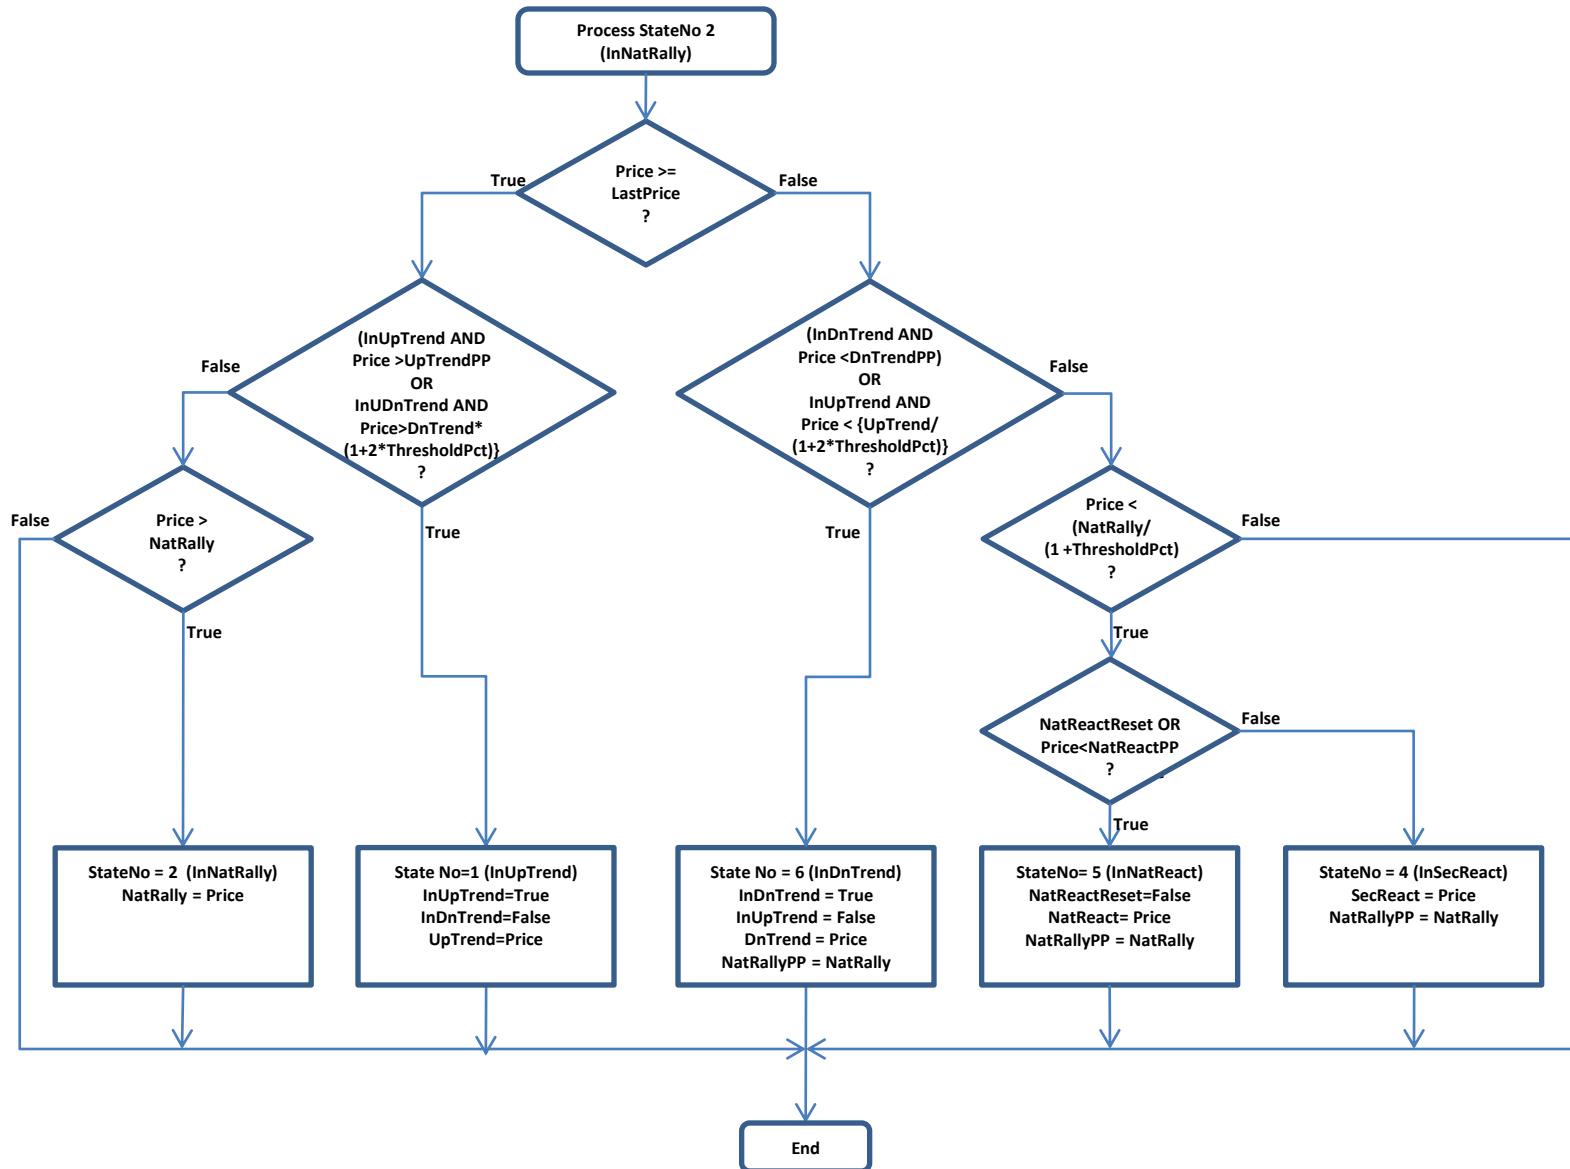 Process StateNo 2
(InNatRally)
Price >=
LastPrice
?
True
False
(InUpTrend AND
Price >UpTrendPP
OR
InUDnTrend AND
Price>DnTrend*
(1+2*ThresholdPct)}
?
False
True
(InDnTrend AND
Price <DnTrendPP)
OR
InUpTrend AND
Price < {UpTrend/
(1+2*ThresholdPct)}
?
False
True
Price >
NatRally
?
False
True
Price <
(NatRally/
(1 +ThresholdPct)
?
False
True
NatReactReset OR
Price<NatReactPP
?
False
True
StateNo = 2 (InNatRally)
NatRally = Price
State No=1 (InUpTrend)
InUpTrend=True
InDnTrend=False
UpTrend=Price
State No = 6 (InDnTrend)
InDnTrend = True
InUpTrend = False
DnTrend = Price
NatRallyPP = NatRally
StateNo= 5 (InNatReact)
NatReactReset=False
NatReact= Price
NatRallyPP = NatRally
StateNo = 4 (InSecReact)
SecReact = Price
NatRallyPP = NatRally
End